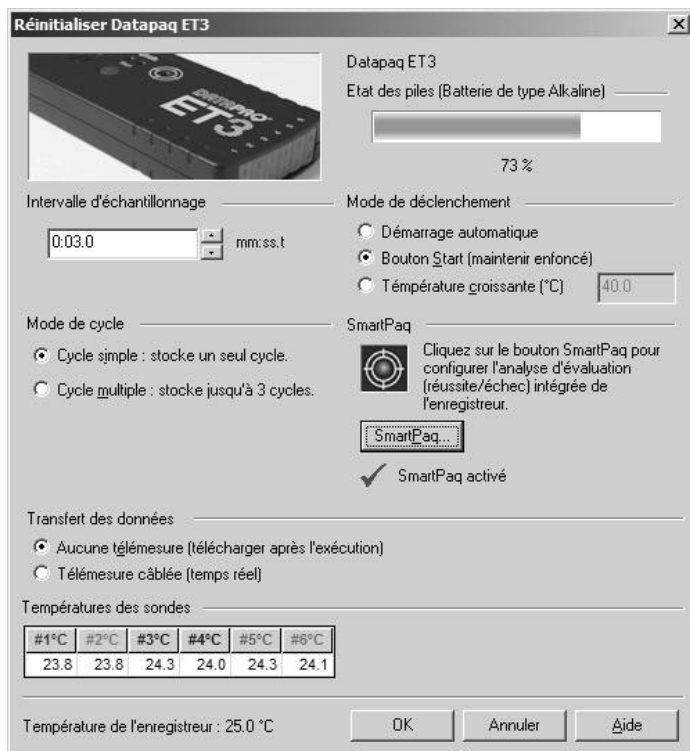 Réinitialiser Datapaq ET3
DATAPAQ
ET3
Datapaq ET3
Etat des piles (Batterie de type Alkaline)
73 %
Intervalle d'échantillonnage
0:03.0 mm:ss.t
Mode de déclenchement
Démarrage automatique
Bouton Start (maintenir enfoncé)
Témpérature croissante (°C) 40.0
Mode de cycle
Cycle simple : stocke un seul cycle.
Cycle multiple : stocke jusqu'à 3 cycles.
SmartPaq
Cliquez sur le bouton SmartPaq pour
configurer l'analyse d'évaluation
(réussite/échec) intégrée de
l'enregistreur.
SmartPaq...
SmartPaq activé
Transfert des données
Aucune télémesure (télécharger après l'exécution)
Télémesure câblée (temps réel)
Températures des sondes
#1°C #2°C #3°C #4°C #5°C #6°C
23.8 23.8 24.3 24.0 24.3 24.1
Température de l'enregistreur : 25.0 °C
OK Annuler Aide